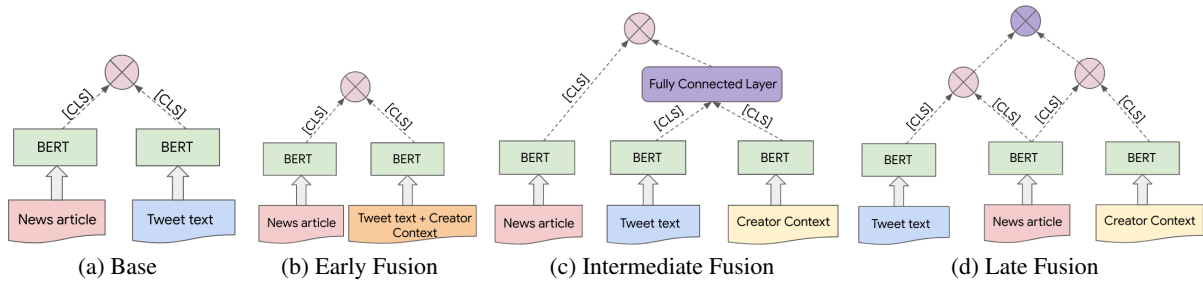 [CLS] [CLS]
BERT BERT
News article Tweet text
(a) Base
[CLS] [CLS]
BERT BERT
News article Tweet text + Creator
Context
(b) Early Fusion
[CLS]
Fully Connected Layer
[CLS] [CLS]
BERT BERT BERT
News article Tweet text Creator Context
(c) Intermediate Fusion
[CLS] [CLS] [CLS] [CLS]
BERT BERT BERT
Tweet text News article Creator Context
(d) Late Fusion